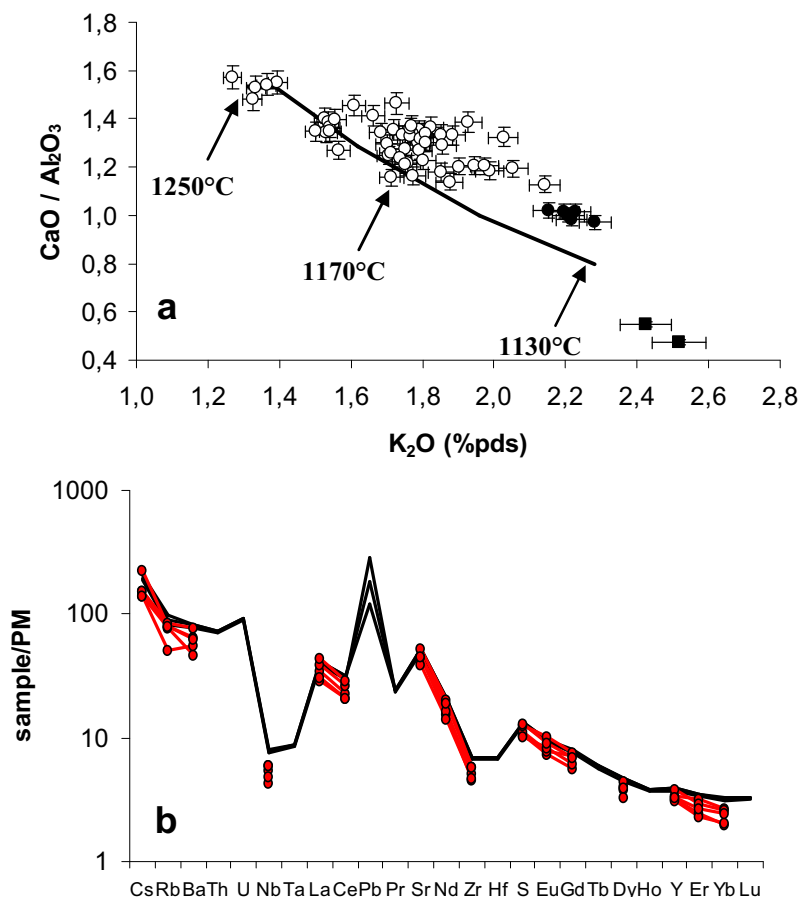 1,8
1,6
1,4
1,2
1,0
0,8
0,6
0,4
CaO / Al₂O₃
1250°C
1170°C
1130°C
a
1,0 1,2 1,4 1,6 1,8 2,0 2,2 2,4 2,6 2,8
K₂O (%pds)
1000
100
10
1
sample/PM
b
Cs Rb Ba Th U Nb Ta La Ce Pb Pr Sr Nd Zr Hf S Eu Gd Tb Dy Ho Y Er Yb Lu